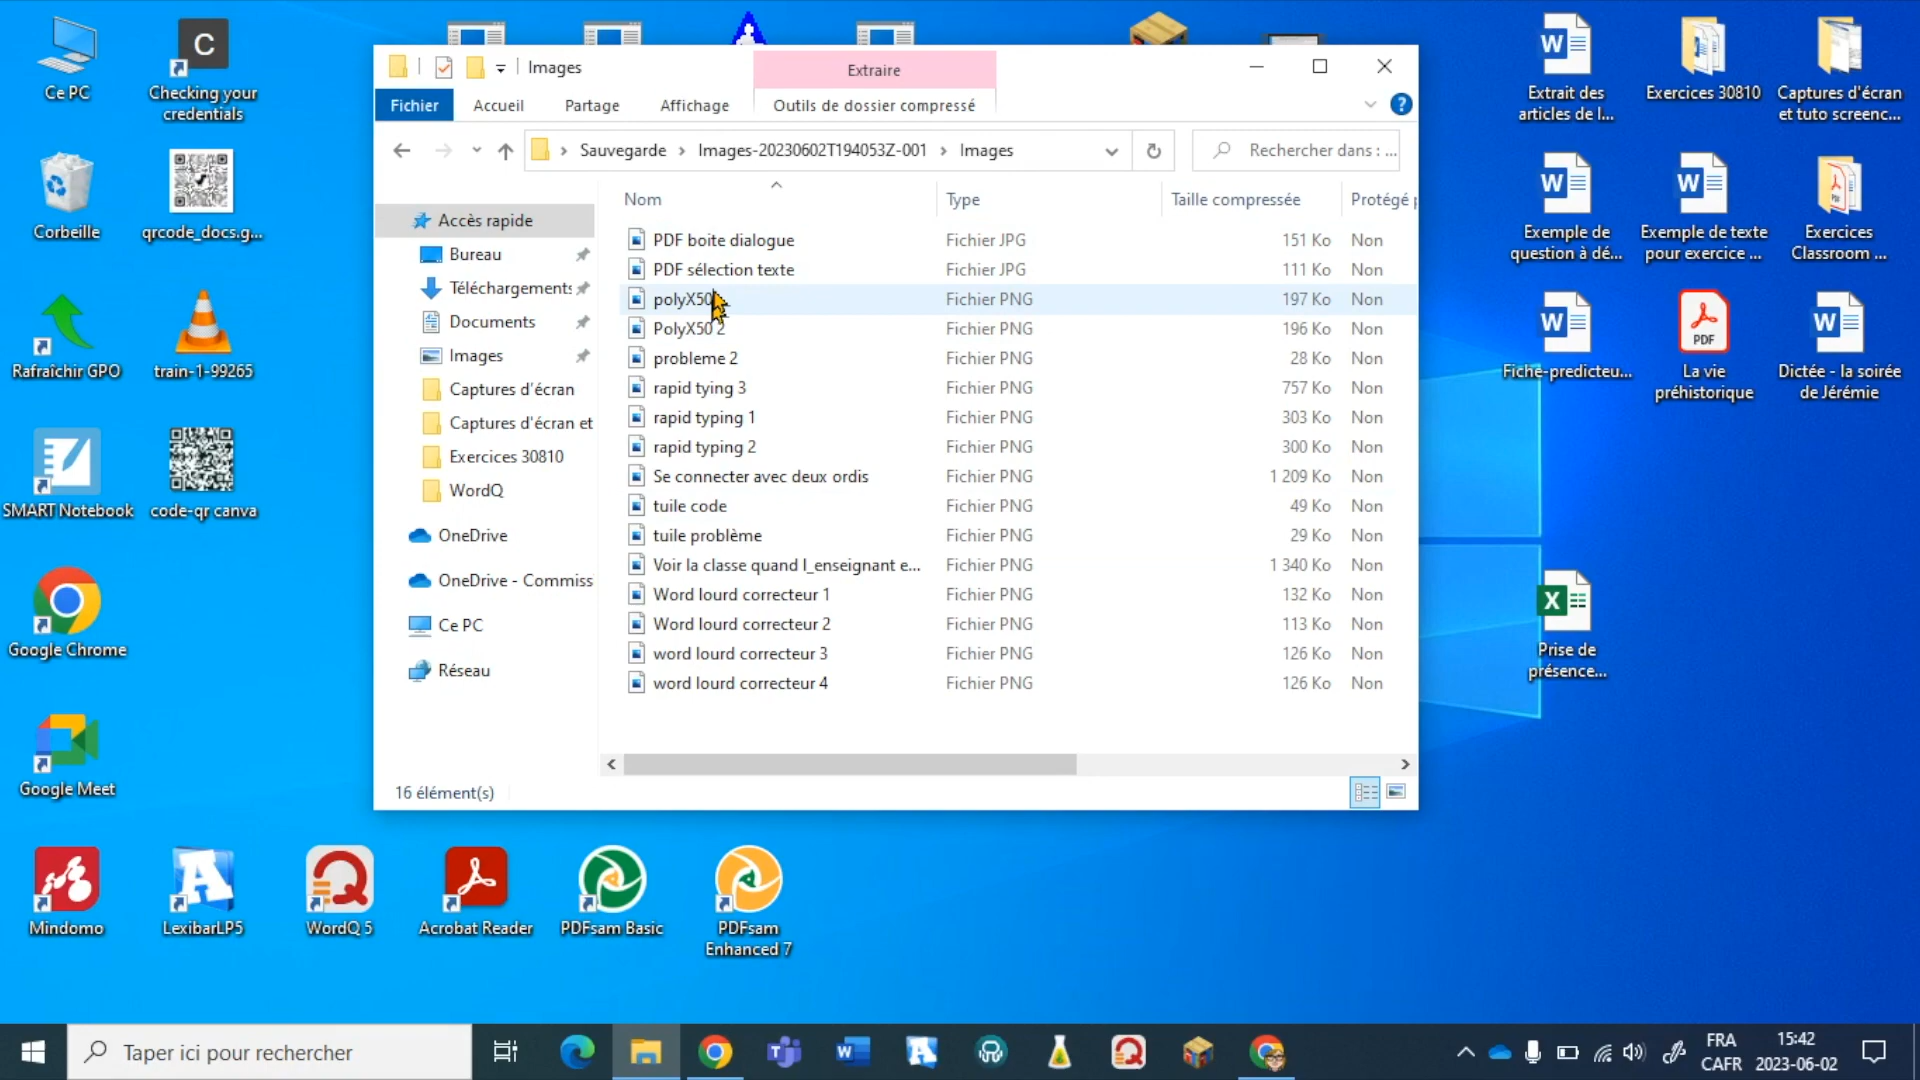 Ce PC
Checking your
credentials
C
Corbeille
qrcode_docs.g...
Rafraîchir GPO
train-1-99265
SMART Notebook
code-qr canva
Google Chrome
Google Meet
Mindomo
LexibarLP5
WordQ 5
Acrobat Reader
PDFsam Basic
PDFsam
Enhanced 7
Images
Extraire
Fichier
Accueil
Partage
Affichage
Outils de dossier compressé
Sauvegarde
Images-20230602T194053Z-001
Images
Rechercher dans : ...
Accès rapide
Bureau
Téléchargements
Documents
Images
Captures d'écran
Captures d'écran et
Exercices 30810
WordQ
OneDrive
OneDrive - Commiss
Ce PC
Réseau
Nom Type Taille compressée Protégé
PDF boite dialogue Fichier JPG 151 Ko Non
PDF sélection texte Fichier JPG 111 Ko Non
polyX50 Fichier PNG 197 Ko Non
PolyX50 2 Fichier PNG 196 Ko Non
probleme 2 Fichier PNG 28 Ko Non
rapid tying 3 Fichier PNG 757 Ko Non
rapid typing 1 Fichier PNG 303 Ko Non
rapid typing 2 Fichier PNG 300 Ko Non
Se connecter avec deux ordis Fichier PNG 1 209 Ko Non
tuile code Fichier PNG 49 Ko Non
tuile problème Fichier PNG 29 Ko Non
Voir la classe quand l_enseignant e... Fichier PNG 1 340 Ko Non
Word lourd correcteur 1 Fichier PNG 132 Ko Non
Word lourd correcteur 2 Fichier PNG 113 Ko Non
word lourd correcteur 3 Fichier PNG 126 Ko Non
word lourd correcteur 4 Fichier PNG 126 Ko Non
16 élément(s)
Extrait des
articles de l...
Exercices 30810
Captures d'écran
et tuto screenc...
Exemple de
question à dé...
Exemple de texte
pour exercice ...
Exercices
Classroom ...
Fiche-predicteu...
PDF
La vie
préhistorique
Dictée - la soirée
de Jérémie
Prise de
présence...
Taper ici pour rechercher
FRA
CAFR
15:42
2023-06-02